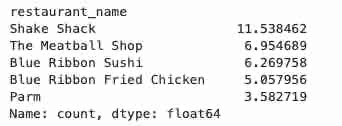 restaurant_name
Shake Shack 11.538462
The Meatball Shop 6.954689
Blue Ribbon Sushi 6.269758
Blue Ribbon Fried Chicken 5.057956
Parm 3.582719
Name: count, dtype: float64